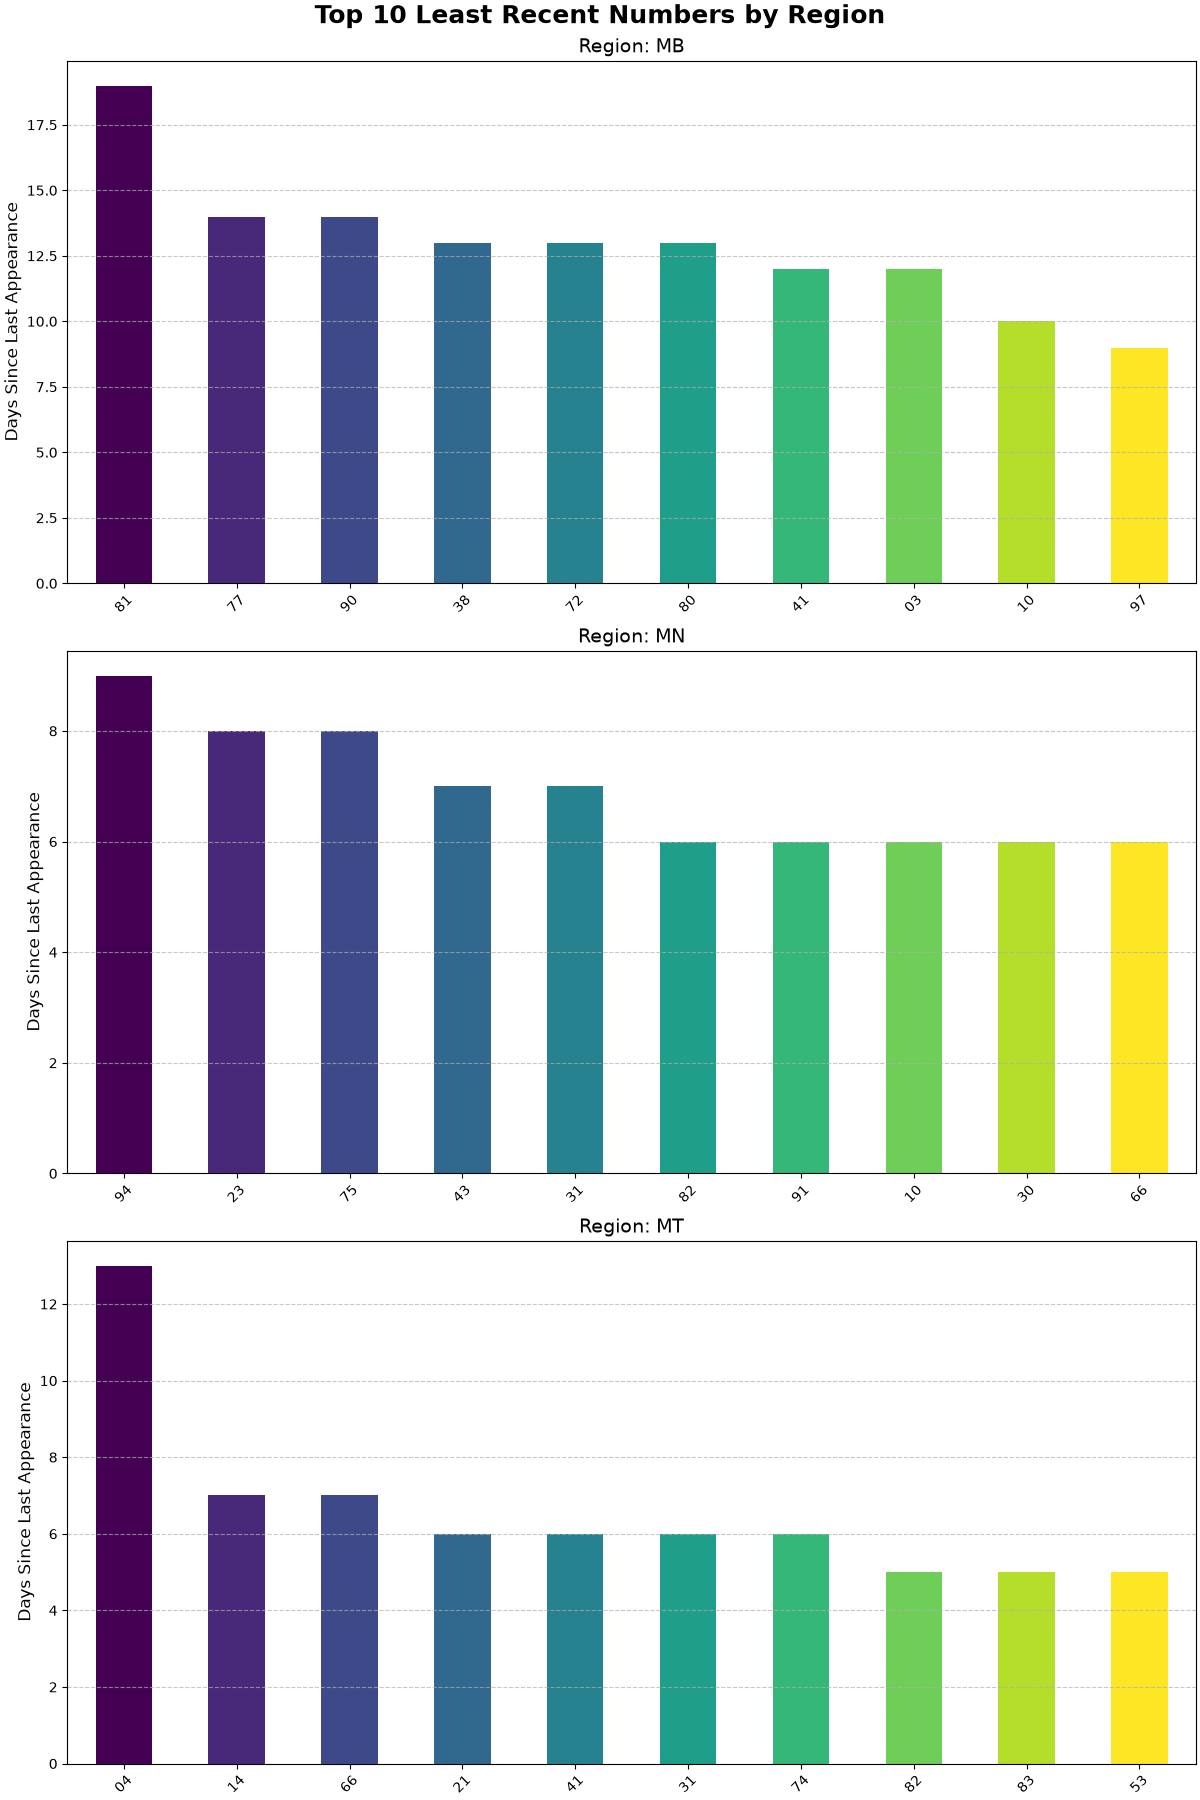 Top 10 Least Recent Numbers by Region
Region: MB
Days Since Last Appearance
17.5
15.0
12.5
10.0
7.5
5.0
2.5
0.0
81 77 90 38 72 80 41 03 10 97
Region: MN
Days Since Last Appearance
8
6
4
2
0
94 23 75 43 31 82 91 10 30 66
Region: MT
Days Since Last Appearance
12
10
8
6
4
2
0
04 14 66 21 41 31 74 82 83 53